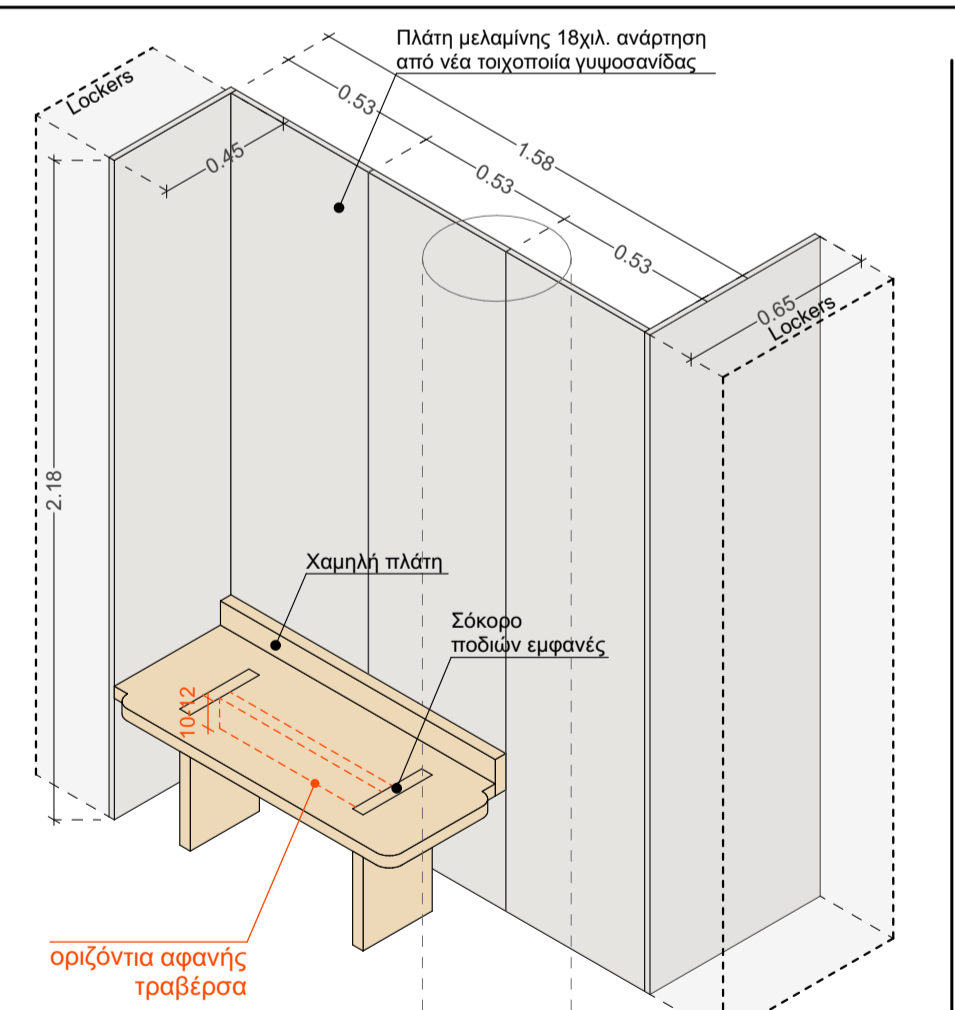 Πλάτη μελαμίνης 18χιλ. ανάρτηση
από νέα τοιχοποιία γυψοσανίδας
Lockers
0.53
0.45
1.58
0.53
0.53
0.65
Lockers
2.18
Χαμηλή πλάτη
Σόκορο
ποδιών εμφανές
10-12
οριζόντια αφανής
τραβέρσα